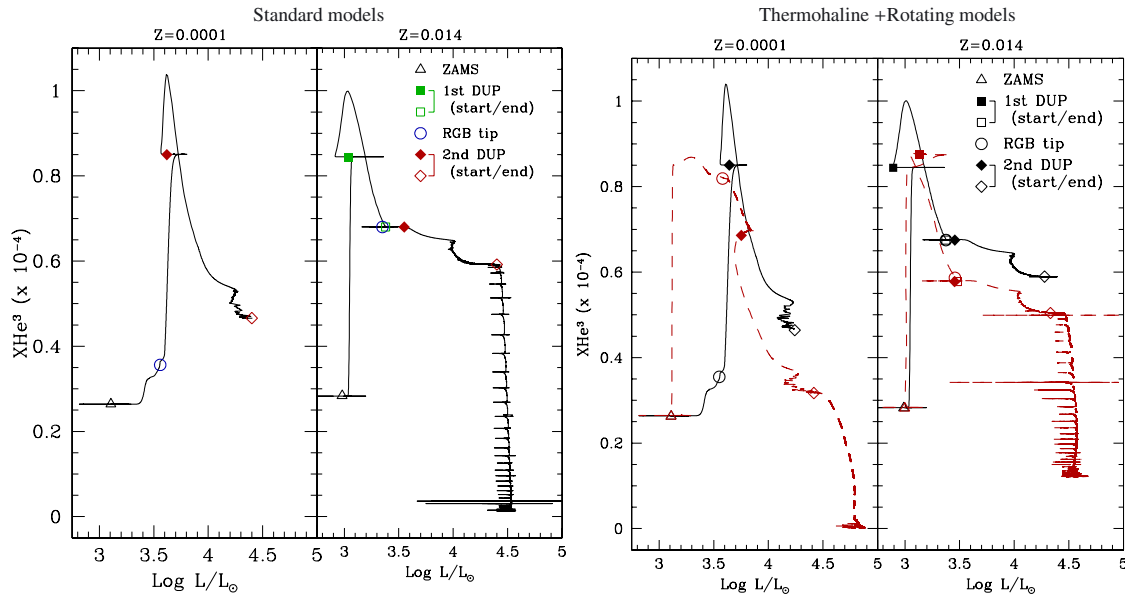 Standard models
Z=0.0001
Z=0.014
ZAMS
1st DUP
(start/end)
RGB tip
2nd DUP
(start/end)
XHe³ (x 10⁻⁴)
1
0.8
0.6
0.4
0.2
0
3
3.5
4
4.5
5
3
3.5
4
4.5
5
Log L/L☉
Log L/L☉
Thermohaline +Rotating models
Z=0.0001
Z=0.014
ZAMS
1st DUP
(start/end)
RGB tip
2nd DUP
(start/end)
XHe³ (x 10⁻⁴)
1
0.8
0.6
0.4
0.2
0
3
3.5
4
4.5
5
3
3.5
4
4.5
5
Log L/L☉
Log L/L☉